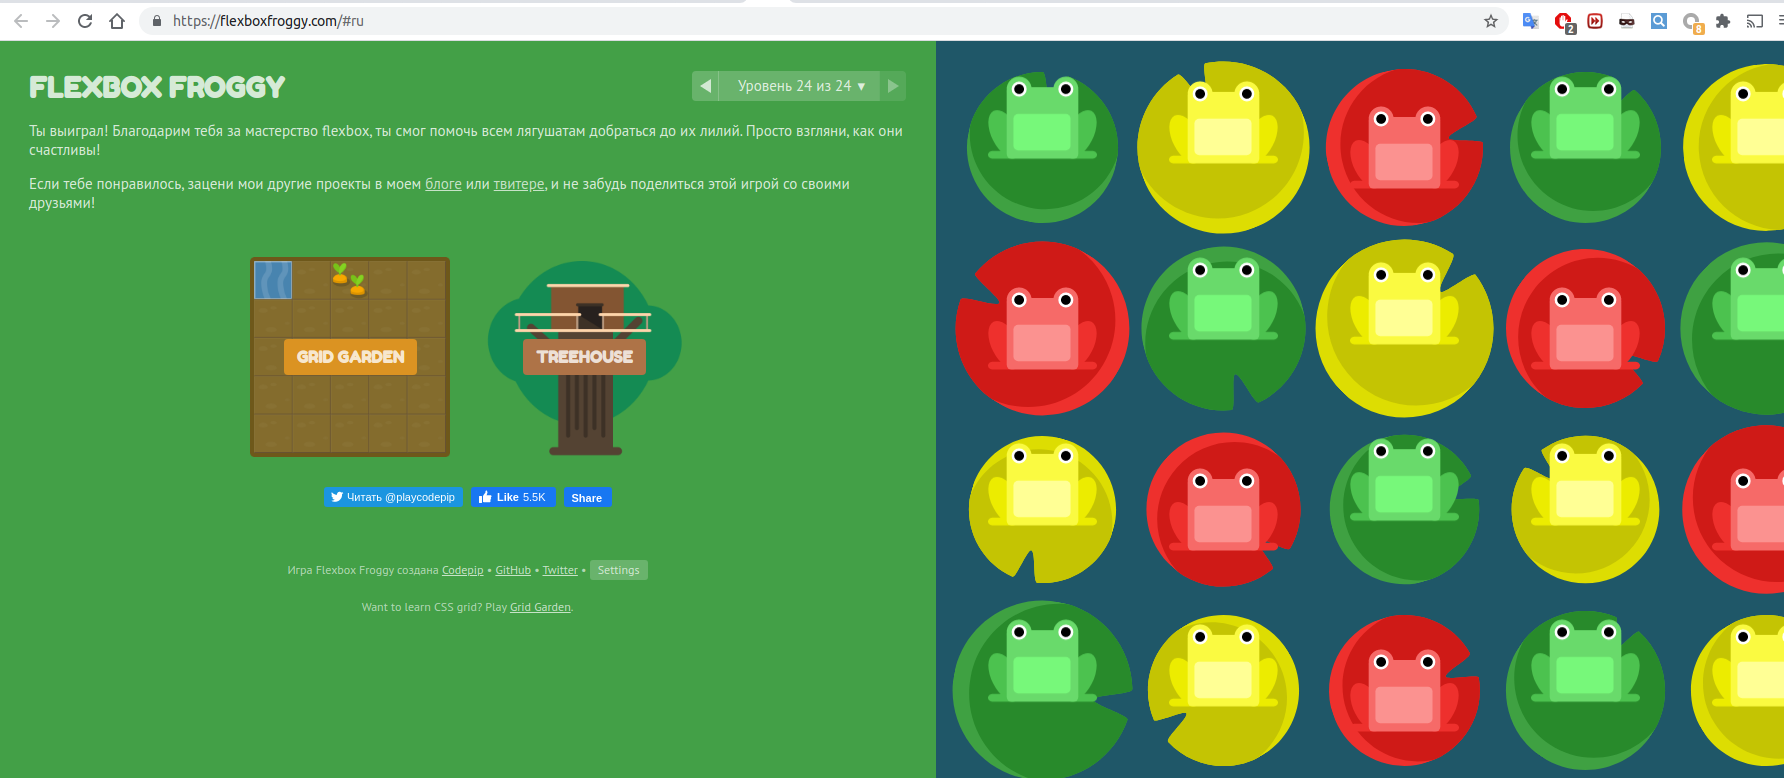 https://flexboxfroggy.com/#ru
2
8
FLEXBOX FROGGY
Уровень 24 из 24 ▼
Ты выиграл! Благодарим тебя за мастерство flexbox, ты смог помочь всем лягушатам добраться до их лилий. Просто взгляни, как они
счастливы!
Если тебе понравилось, зацени мои другие проекты в моем блоге или твитере, и не забудь поделиться этой игрой со своими
друзьями!
GRID GARDEN
TREEHOUSE
Читать @playcodepip
Like 5.5K
Share
Игра Flexbox Froggy создана Codepip • GitHub • Twitter • Settings
Want to learn CSS grid? Play Grid Garden.